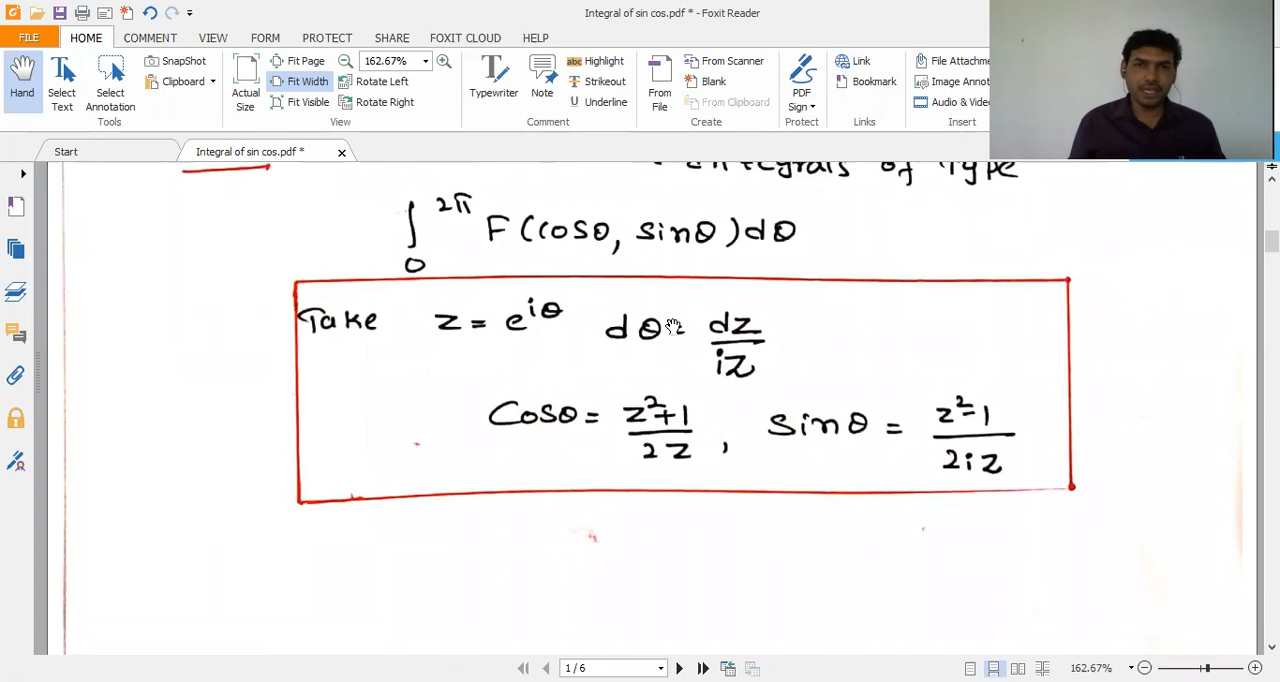 Integral of sin cos.pdf * - Foxit Reader
FILE HOME COMMENT VIEW FORM PROTECT SHARE FOXIT CLOUD HELP
Hand
Select Text
Select Annotation
SnapShot
Clipboard
Tools
Actual Size
Fit Page
Fit Width
Fit Visible
162.67%
Rotate Left
Rotate Right
View
Typewriter
Note
Highlight
Strikeout
Underline
Comment
From File
From Scanner
Blank
From Clipboard
Create
PDF Sign
Protect
Link
Bookmark
Links
File Attachme
Image Annot
Audio & Vide
Insert
Start
Integral of sin cos.pdf *
Integrals of Type
∫₀^2π F(cosθ, sinθ)dθ
Take z = e^iθ dθ = dz/iz
Cosθ = z²+1/2z , sinθ = z²-1/2iz
1/6
162.67%